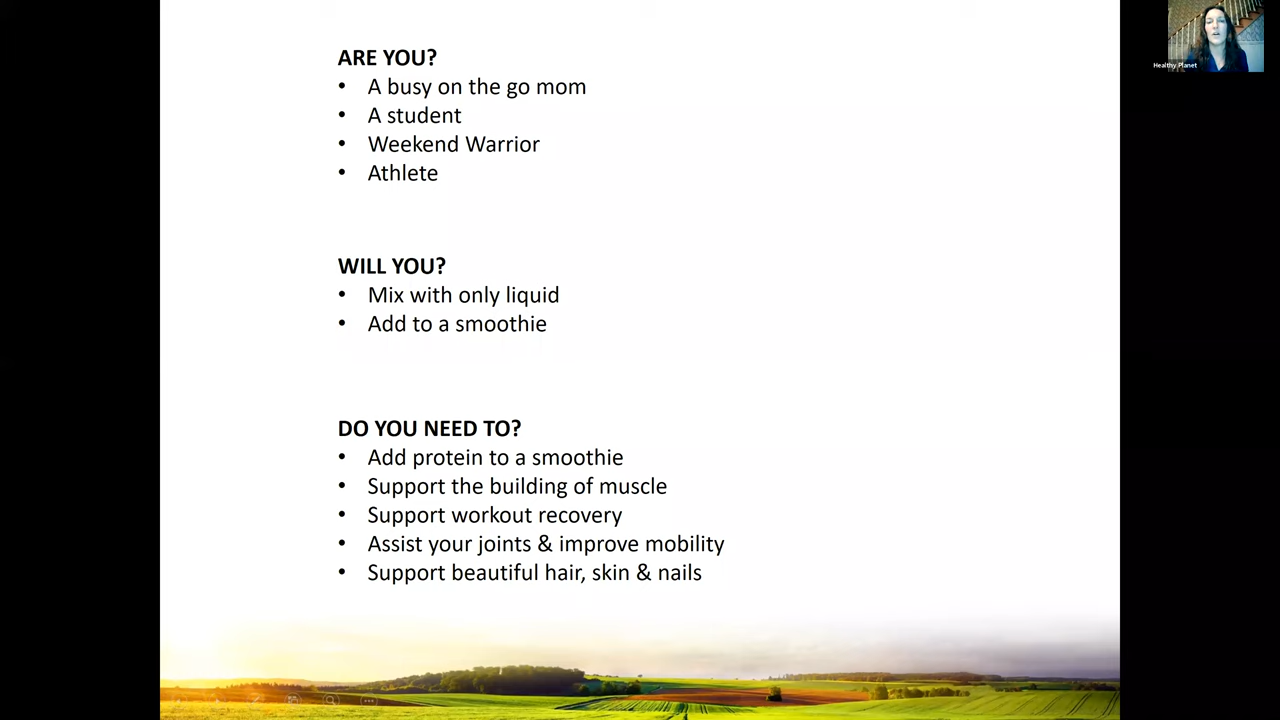 ARE YOU?
• A busy on the go mom
• A student
• Weekend Warrior
• Athlete
WILL YOU?
• Mix with only liquid
• Add to a smoothie
DO YOU NEED TO?
• Add protein to a smoothie
• Support the building of muscle
• Support workout recovery
• Assist your joints & improve mobility
• Support beautiful hair, skin & nails
Healthy Planet